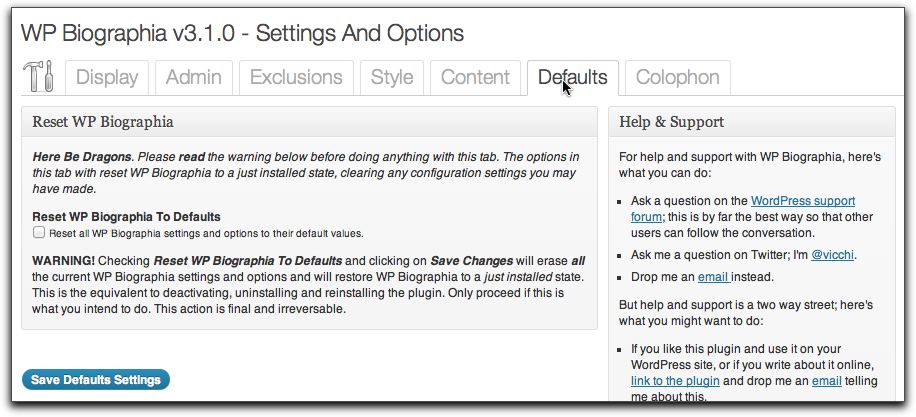 WP Biographia v3.1.0 - Settings And Options
Display Admin Exclusions Style Content Defaults Colophon
Reset WP Biographia
Here Be Dragons. Please read the warning below before doing anything with this tab. The options in
this tab with reset WP Biographia to a just installed state, clearing any configuration settings you may
have made.
Reset WP Biographia To Defaults
Reset all WP Biographia settings and options to their default values.
WARNING! Checking Reset WP Biographia To Defaults and clicking on Save Changes will erase all
the current WP Biographia settings and options and will restore WP Biographia to a just installed state.
This is the equivalent to deactivating, uninstalling and reinstalling the plugin. Only proceed if this is
what you intend to do. This action is final and irreversable.
Save Defaults Settings
Help & Support
For help and support with WP Biographia, here's
what you can do:
Ask a question on the WordPress support
forum; this is by far the best way so that other
users can follow the conversation.
Ask me a question on Twitter; I'm @vicchi.
Drop me an email instead.
But help and support is a two way street; here's
what you might want to do:
If you like this plugin and use it on your
WordPress site, or if you write about it online,
link to the plugin and drop me an email telling
me about this.